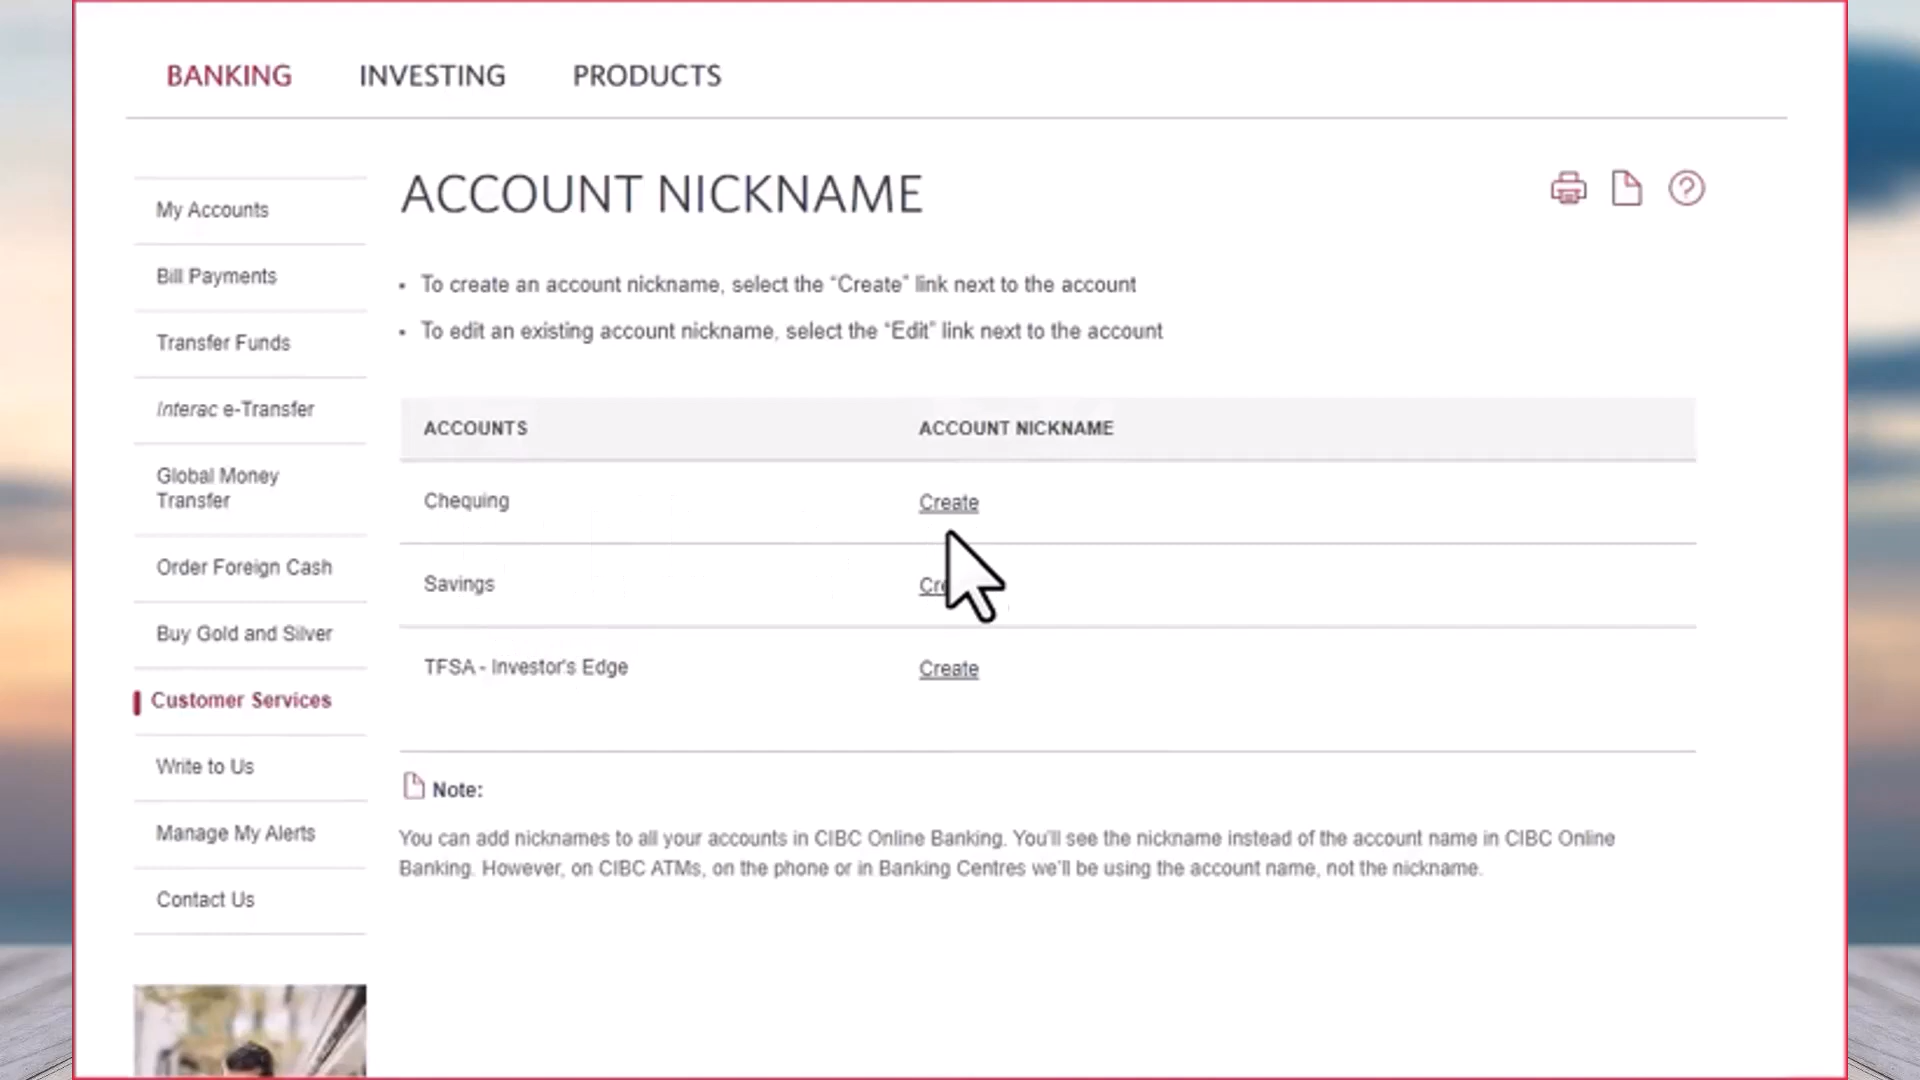 BANKING INVESTING PRODUCTS
ACCOUNT NICKNAME
My Accounts
Bill Payments
Transfer Funds
Interac e-Transfer
Global Money
Transfer
Order Foreign Cash
Buy Gold and Silver
Customer Services
Write to Us
Manage My Alerts
Contact Us
• To create an account nickname, select the “Create” link next to the account
• To edit an existing account nickname, select the “Edit” link next to the account
ACCOUNTS ACCOUNT NICKNAME
Chequing Create
Savings
TFSA - Investor's Edge Create
Note:
You can add nicknames to all your accounts in CIBC Online Banking. You'll see the nickname instead of the account name in CIBC Online
Banking. However, on CIBC ATMs, on the phone or in Banking Centres we'll be using the account name, not the nickname.